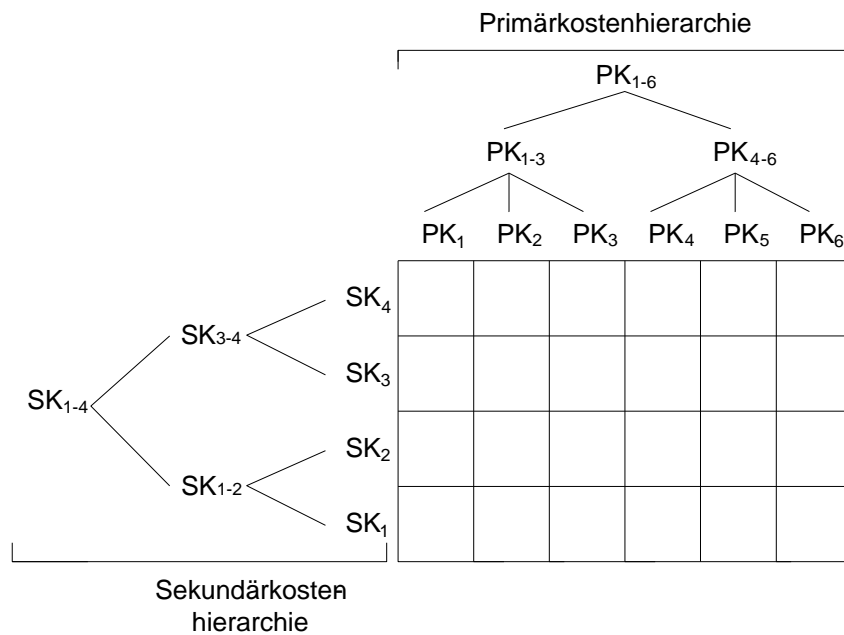 Primärkostenhierarchie
PK1-6
PK1-3 PK4-6
PK1 PK2 PK3 PK4 PK5 PK6
SK4
SK3-4
SK3
SK1-4
SK2
SK1-2
SK1
Sekundärkosten
hierarchie